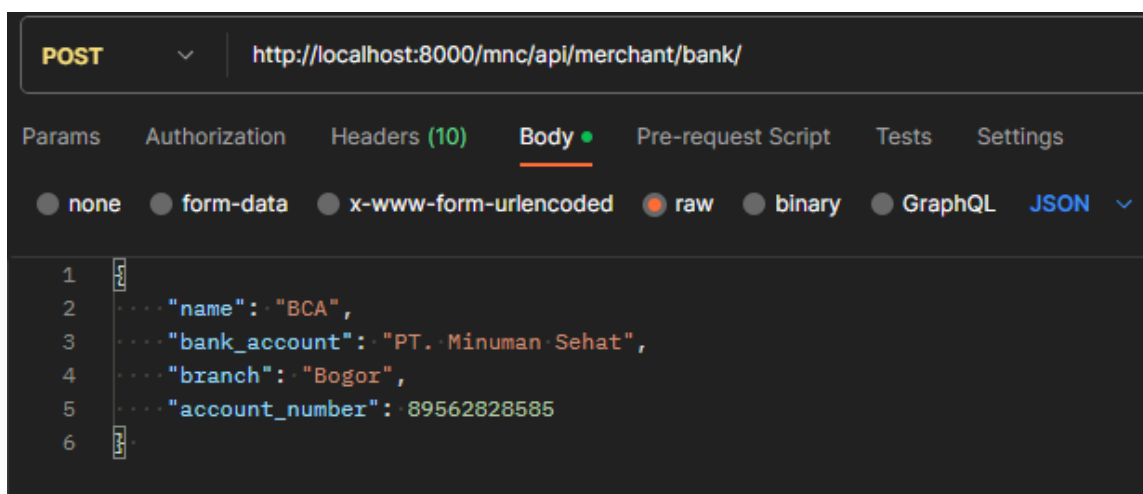 POST http://localhost:8000/mnc/api/merchant/bank/
Params Authorization Headers (10) Body Pre-request Script Tests Settings
none form-data x-www-form-urlencoded raw binary GraphQL JSON
1 {
2 "name": "BCA",
3 "bank_account": "PT. Minuman Sehat",
4 "branch": "Bogor",
5 "account_number": 89562828585
6 }